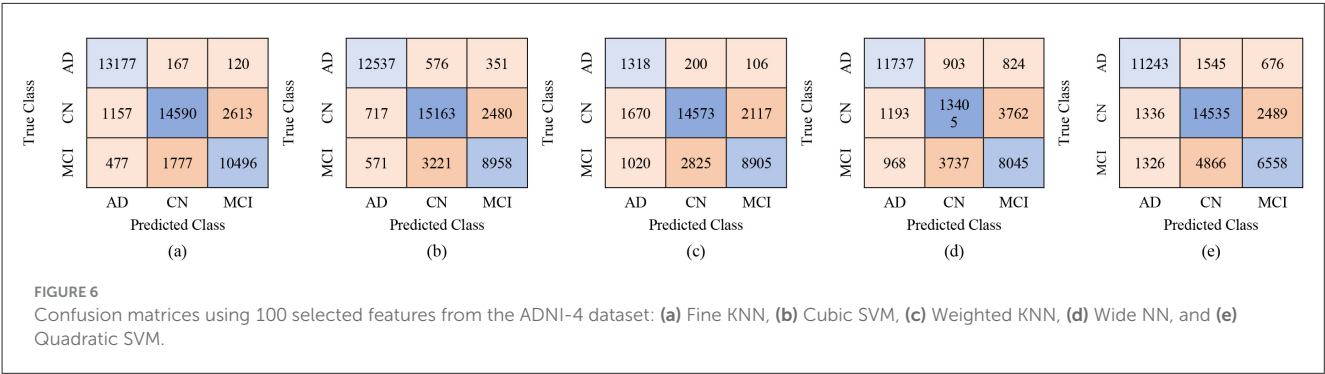 True Class
AD
13177 167 120
CN
1157 14590 2613
MCI
477 1777 10496
AD CN MCI
Predicted Class
(a)
True Class
AD
12537 576 351
CN
717 15163 2480
MCI
571 3221 8958
AD CN MCI
Predicted Class
(b)
True Class
AD
1318 200 106
CN
1670 14573 2117
MCI
1020 2825 8905
AD CN MCI
Predicted Class
(c)
True Class
AD
11737 903 824
CN
1193 1340 3762
5
MCI
968 3737 8045
AD CN MCI
Predicted Class
(d)
True Class
AD
11243 1545 676
CN
1336 14535 2489
MCI
1326 4866 6558
AD CN MCI
Predicted Class
(e)
FIGURE 6
Confusion matrices using 100 selected features from the ADNI-4 dataset: (a) Fine KNN, (b) Cubic SVM, (c) Weighted KNN, (d) Wide NN, and (e)
Quadratic SVM.